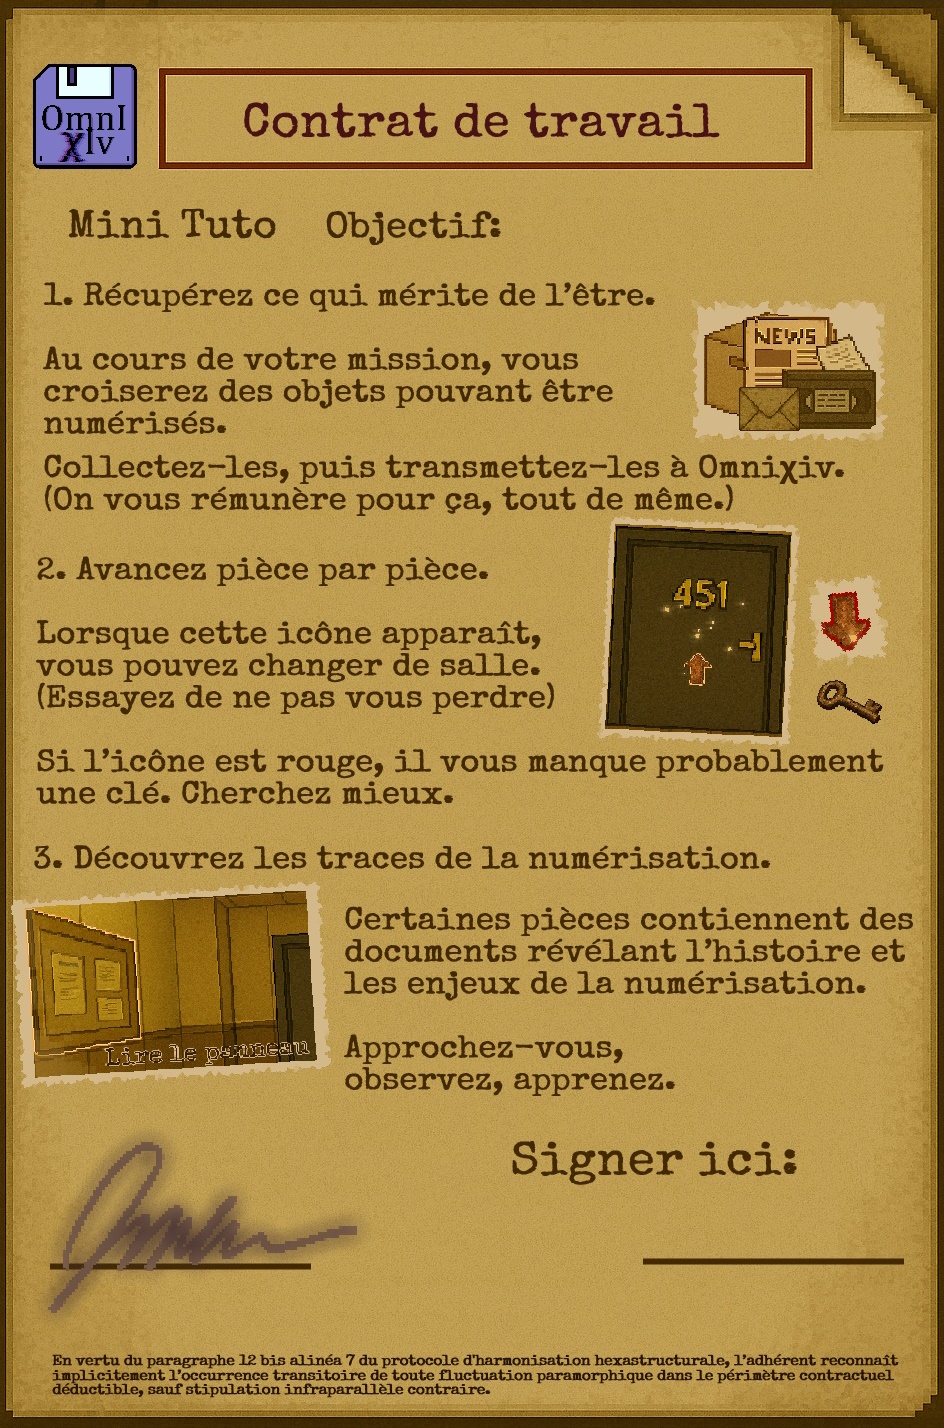 OmnI
χIv
Contrat de travail
Mini Tuto Objectif:
1. Récupérez ce qui mérite de l'être.
NEWS
Au cours de votre mission, vous
croiserez des objets pouvant être
numérisés.
Collectez-les, puis transmettez-les à Omniχiv.
(On vous rémunère pour ça, tout de même.)
2. Avancez pièce par pièce.
451
Lorsque cette icône apparaît,
vous pouvez changer de salle.
(Essayez de ne pas vous perdre)
Si l'icône est rouge, il vous manque probablement
une clé. Cherchez mieux.
3. Découvrez les traces de la numérisation.
Certaines pièces contiennent des
documents révélant l'histoire et
les enjeux de la numérisation.
Lire le panneau
Approchez-vous,
observez, apprenez.
Signer ici:
En vertu du paragraphe 12 bis alinéa 7 du protocole d'harmonisation hexastructurale, l'adhérent reconnaît
implicitement l'occurrence transitoire de toute fluctuation paramorphique dans le périmètre contractuel
déductible, sauf stipulation infraparallèle contraire.